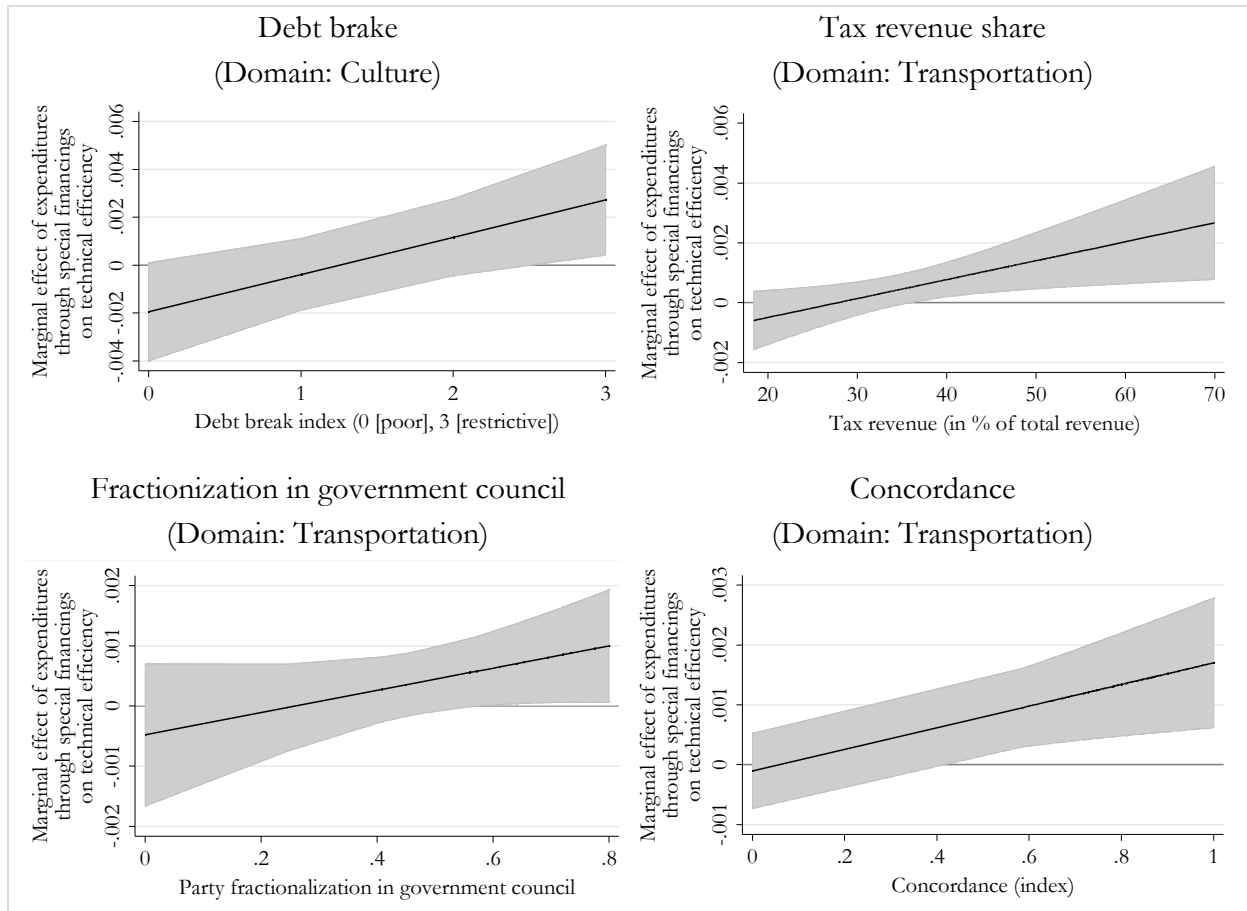 Debt brake
(Domain: Culture)
Marginal effect of expenditures
through special financings
on technical efficiency
.006
.004
.002
0
-.002
-.004
0 1 2 3
Debt break index (0 [poor], 3 [restrictive])
Tax revenue share
(Domain: Transportation)
Marginal effect of expenditures
through special financings
on technical efficiency
.006
.004
.002
0
-.002
20 30 40 50 60 70
Tax revenue (in % of total revenue)
Fractionization in government council
(Domain: Transportation)
Marginal effect of expenditures
through special financings
on technical efficiency
.002
.001
0
-.001
-.002
0 .2 .4 .6 .8
Party fractionalization in government council
Concordance
(Domain: Transportation)
Marginal effect of expenditures
through special financings
on technical efficiency
.003
.002
.001
0
-.001
0 .2 .4 .6 .8 1
Concordance (index)